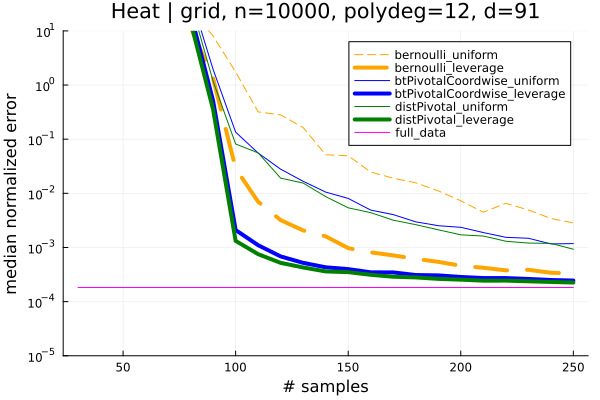 Heat | grid, n=10000, polydeg=12, d=91
median normalized error
10^1
10^0
10^-1
10^-2
10^-3
10^-4
10^-5
bernoulli_uniform
bernoulli_leverage
btPivotalCoordwise_uniform
btPivotalCoordwise_leverage
distPivotal_uniform
distPivotal_leverage
full_data
50 100 150 200 250
# samples